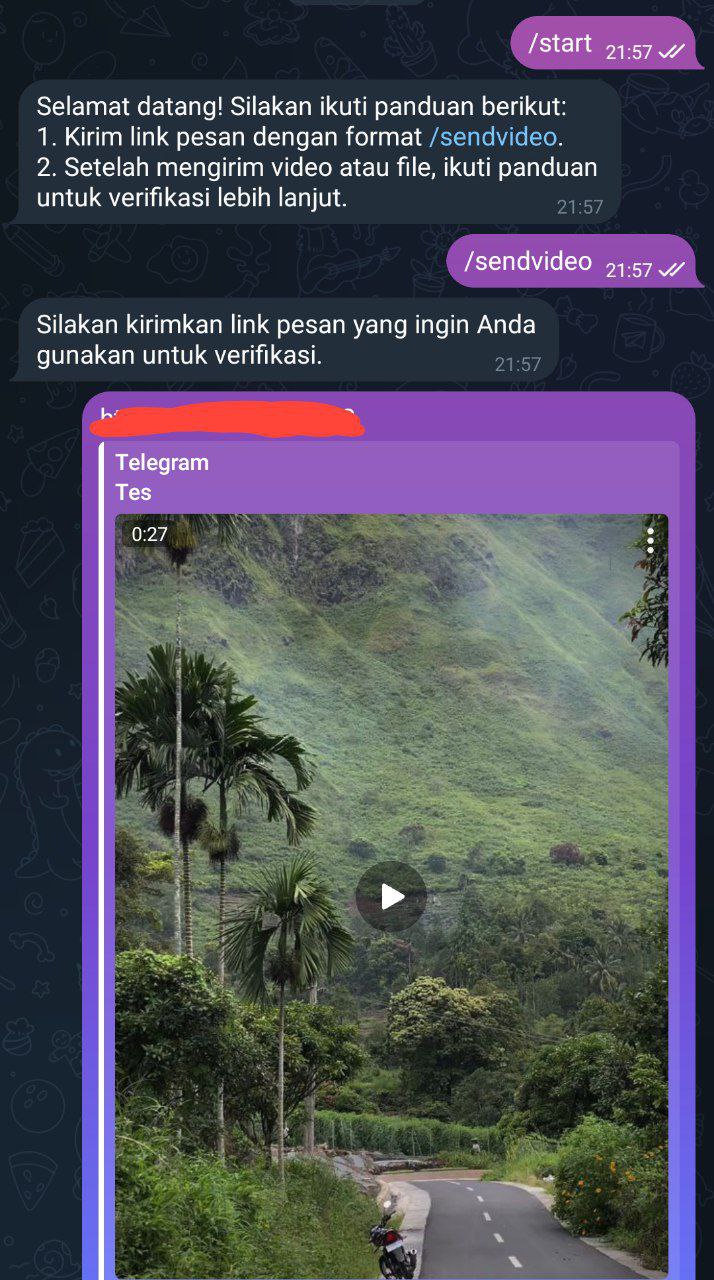 /start 21:57
Selamat datang! Silakan ikuti panduan berikut:
1. Kirim link pesan dengan format /sendvideo.
2. Setelah mengirim video atau file, ikuti panduan
untuk verifikasi lebih lanjut.
21:57
/sendvideo 21:57
Silakan kirimkan link pesan yang ingin Anda
gunakan untuk verifikasi.
21:57
Telegram
Tes
0:27